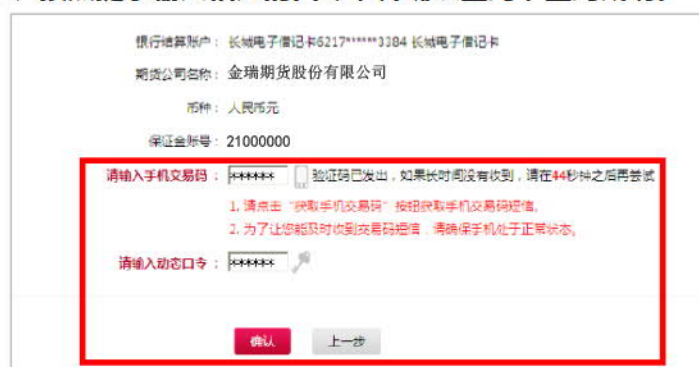 银行结算账户： 长城电子借记卡6217*****3384 长城电子借记卡
期货公司名称： 金瑞期货股份有限公司
币种： 人民币元
保证金账号： 21000000
请输入手机交易码： ****** 验证码已发出，如果长时间没有收到，请在44秒钟之后再尝试
1. 请点击“获取手机交易码”按钮获取手机交易码短信。
2. 为了让您能及时收到交易码短信，请确保手机处于正常状态。
请输入动态口令： ******
确认 上一步